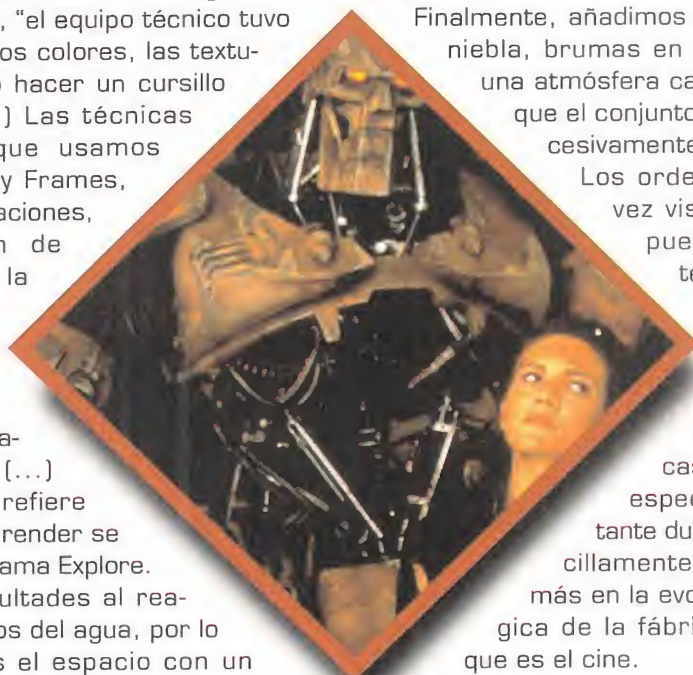 , “el equipo técnico tuvo
os colores, las textu-
o hacer un cursillo
) Las técnicas
que usamos
y Frames,
aciones,
n de
la
a-
(...)
refiere
render se
ama Explore.
ultades al rea-
os del agua, por lo
s el espacio con un
Finalmente, añadimos
niebla, brumas en
una atmósfera ca
que el conjunto
cesivamente
Los orde
vez vis
pue
te
cas
espec
tante du
cillamente
más en la evo
gica de la fábri
que es el cine.